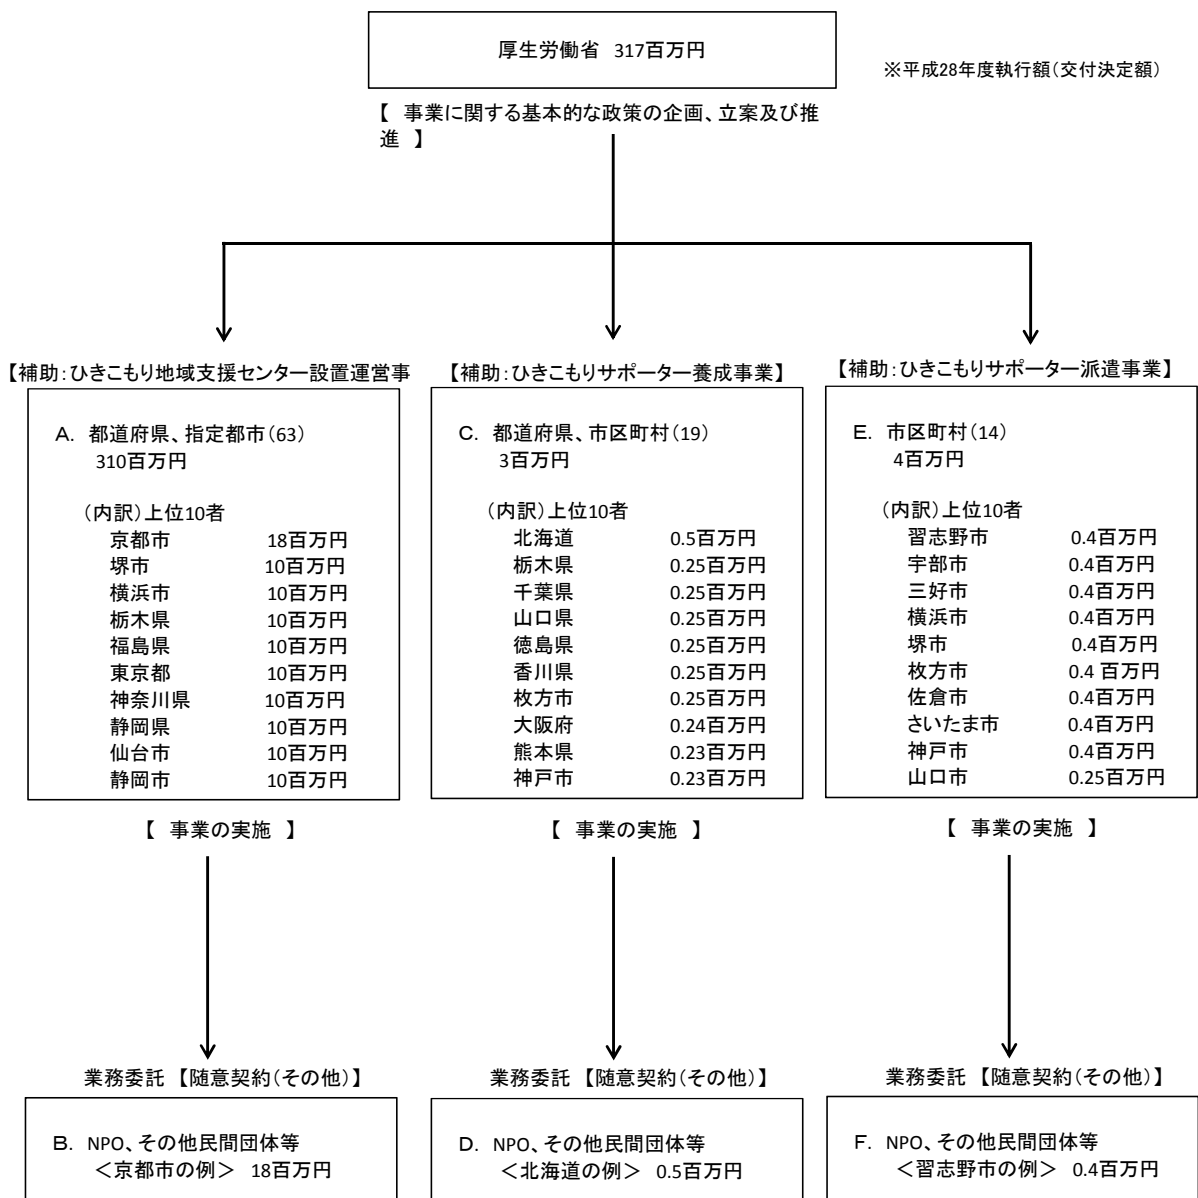 厚生労働省 317百万円
※平成28年度執行額（交付決定額）
【 事業に関する基本的な政策の企画、立案及び推
進 】
【補助：ひきこもり地域支援センター設置運営事
A. 都道府県、指定都市（63）
310百万円
（内訳）上位10者
京都市 18百万円
堺市 10百万円
横浜市 10百万円
栃木県 10百万円
福島県 10百万円
東京都 10百万円
神奈川県 10百万円
静岡県 10百万円
仙台市 10百万円
静岡市 10百万円
【 事業の実施 】
業務委託 【随意契約（その他）】
B. NPO、その他民間団体等
＜京都市の例＞ 18百万円
【補助：ひきこもりサポーター養成事業】
C. 都道府県、市区町村（19）
3百万円
（内訳）上位10者
北海道 0.5百万円
栃木県 0.25百万円
千葉県 0.25百万円
山口県 0.25百万円
徳島県 0.25百万円
香川県 0.25百万円
枚方市 0.25百万円
大阪府 0.24百万円
熊本県 0.23百万円
神戸市 0.23百万円
【 事業の実施 】
業務委託 【随意契約（その他）】
D. NPO、その他民間団体等
＜北海道の例＞ 0.5百万円
【補助：ひきこもりサポーター派遣事業】
E. 市区町村（14）
4百万円
（内訳）上位10者
習志野市 0.4百万円
宇部市 0.4百万円
三好市 0.4百万円
横浜市 0.4百万円
堺市 0.4百万円
枚方市 0.4 百万円
佐倉市 0.4百万円
さいたま市 0.4百万円
神戸市 0.4百万円
山口市 0.25百万円
【 事業の実施 】
業務委託 【随意契約（その他）】
F. NPO、その他民間団体等
＜習志野市の例＞ 0.4百万円